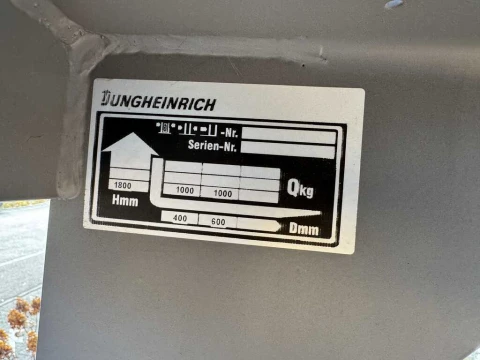 JUNGHEINRICH
-Nr.
Serien-Nr.
1800 1000 1000 Qkg
Hmm
400 600 Dmm